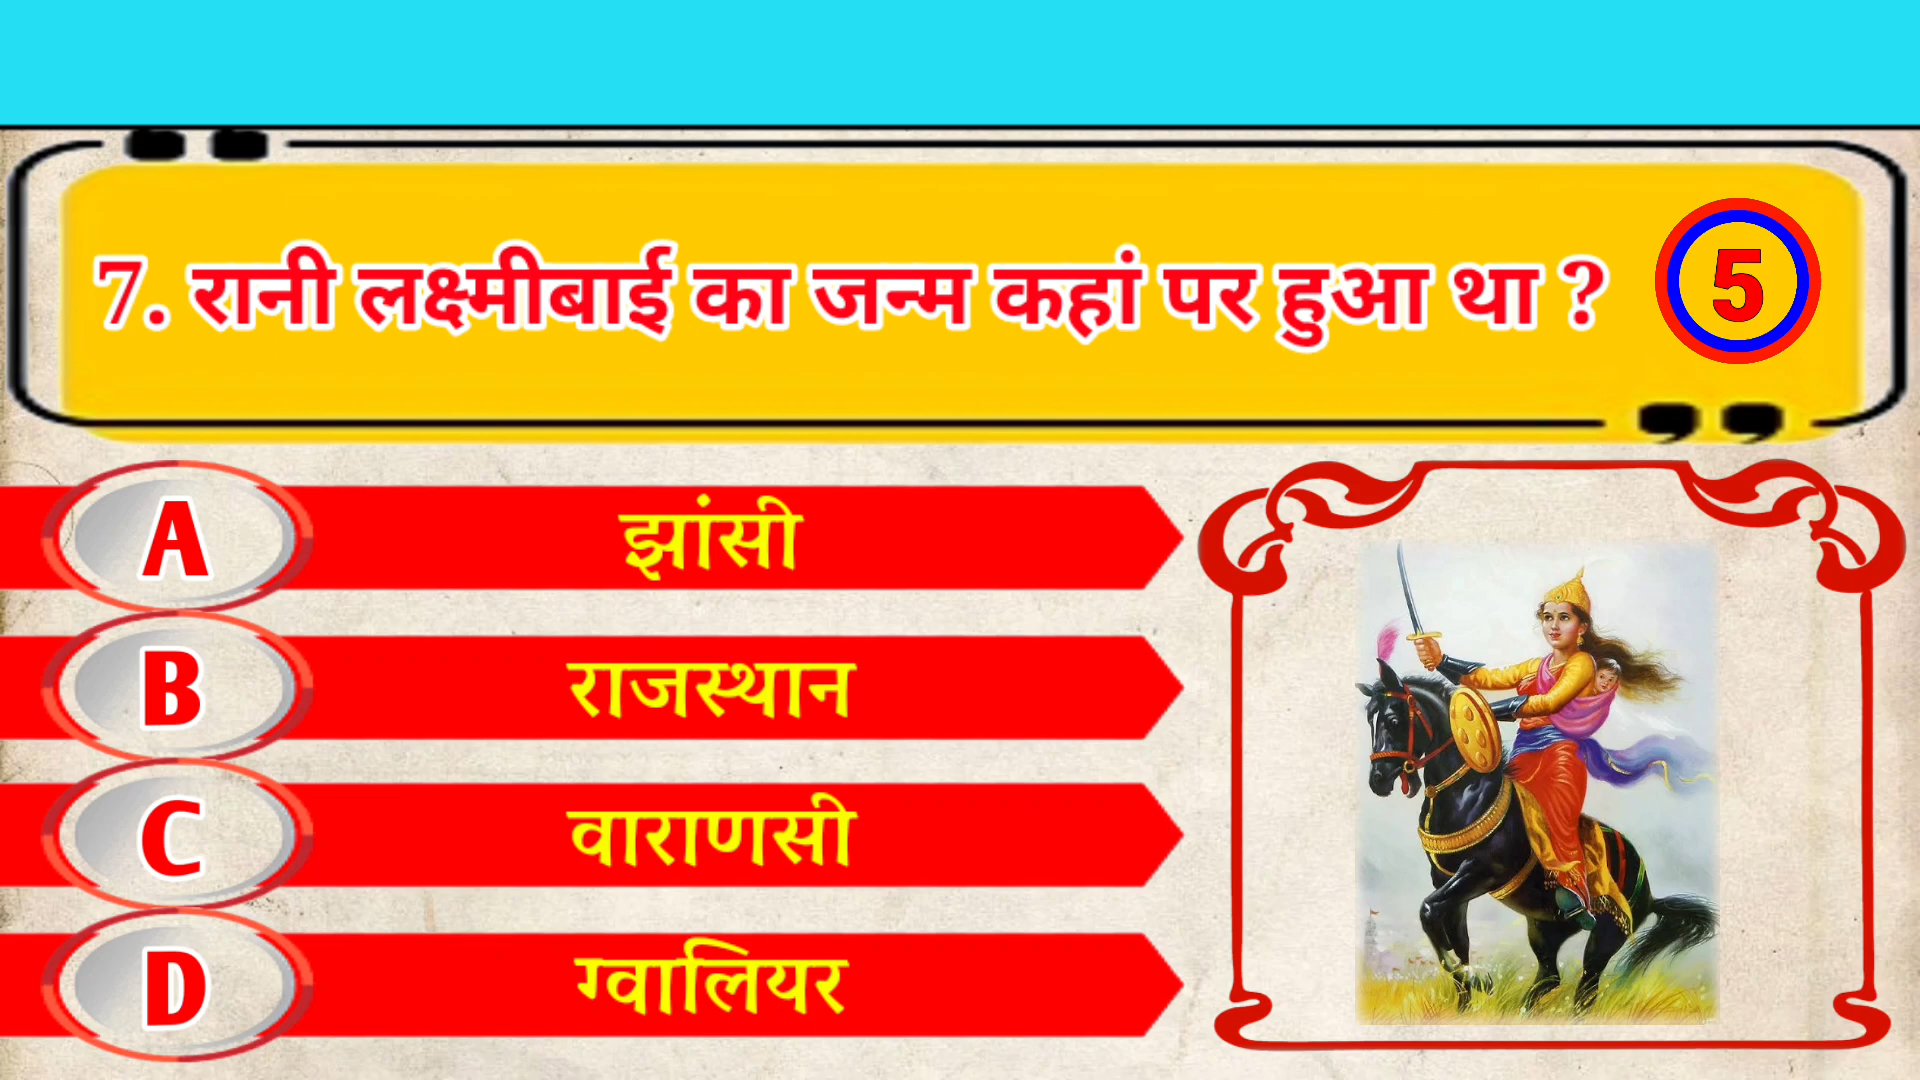 7. रानी लक्ष्मीबाई का जन्म कहां पर हुआ था ?
5
A झांसी
B राजस्थान
C वाराणसी
D ग्वालियर